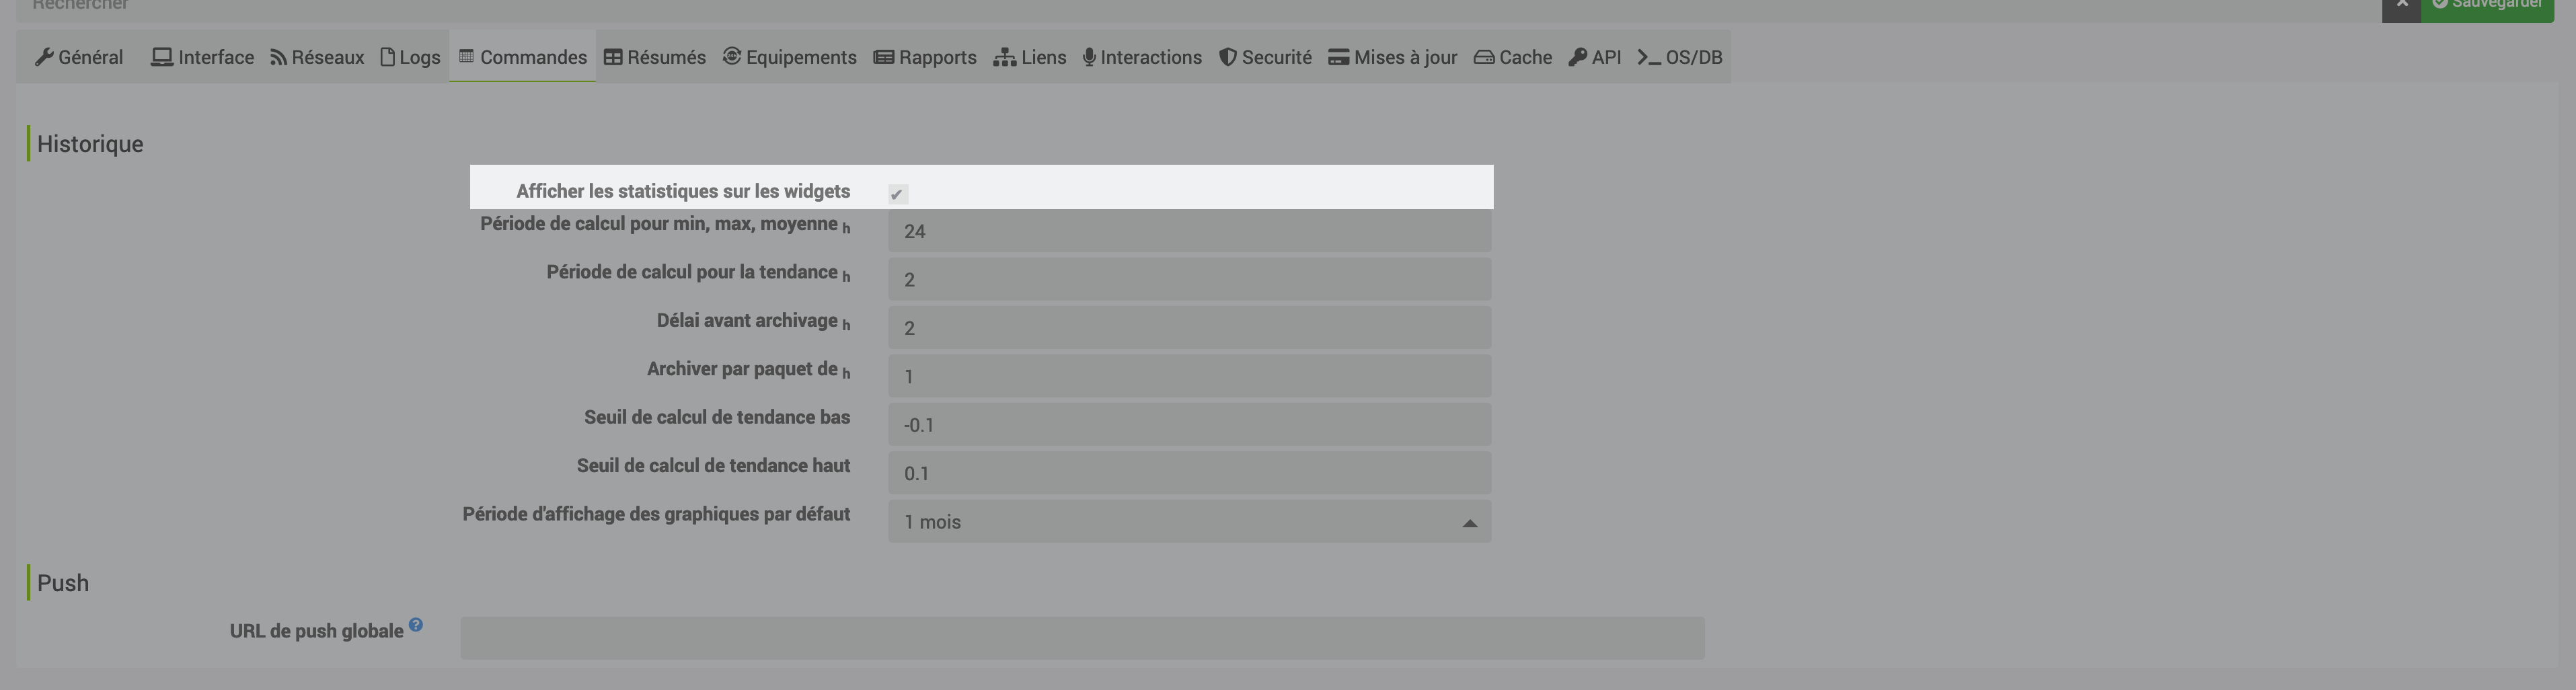 Rechercher
Sauvegarder
Général Interface Réseaux Logs Commandes Résumés Equipements Rapports Liens Interactions Securité Mises à jour Cache API OS/DB
Historique
Afficher les statistiques sur les widgets
Période de calcul pour min, max, moyenne h 24
Période de calcul pour la tendance h 2
Délai avant archivage h 2
Archiver par paquet de h 1
Seuil de calcul de tendance bas -0.1
Seuil de calcul de tendance haut 0.1
Période d'affichage des graphiques par défaut 1 mois
Push
URL de push globale ?